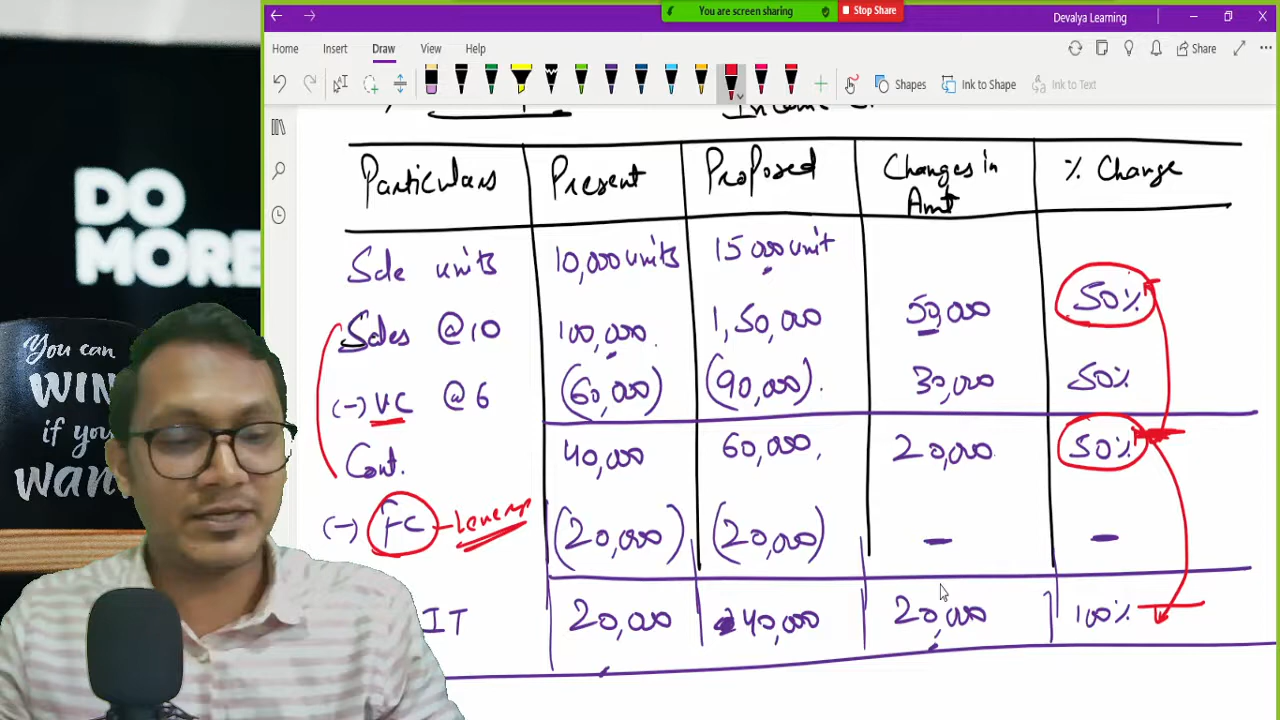 You are screen sharing
Stop Share
Devalya Learning
Home Insert Draw View Help
Share
Shapes
Ink to Shape
Ink to Text
Particulars Present Proposed Changes in Amt % Change
Sale units 10,000 units 15000 unit
Sales @ 10 100,000. 1,50,000 50,000 50%
(-) VC @ 6 (60,000) (90,000). 30,000 50%
Cont. 40,000 60,000. 20,000 50%
(-) FC - Leverage (20,000) (20,000) - -
IT 20,000 40,000 20,000 100%
DO
MORE
You can
WIN
if you
want